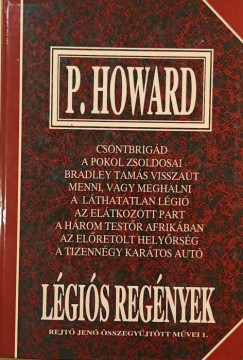 P. HOWARD
CSONTBRIGÁD
A POKOL ZSOLDOSAI
BRADLEY TAMÁS VISSZAÜT
MENNI, VAGY MEGHALNI
A LÁTHATATLAN LÉGIÓ
AZ ELÁTKOZOTT PART
A HÁROM TESTŐR AFRIKÁBAN
AZ ELŐRETOLT HELYŐRSÉG
A TIZENNÉGY KARÁTOS AUTÓ
LÉGIÓS REGÉNYEK
REJTŐ JENŐ ÖSSZEGYŰJTÖTT MŰVEI 1.